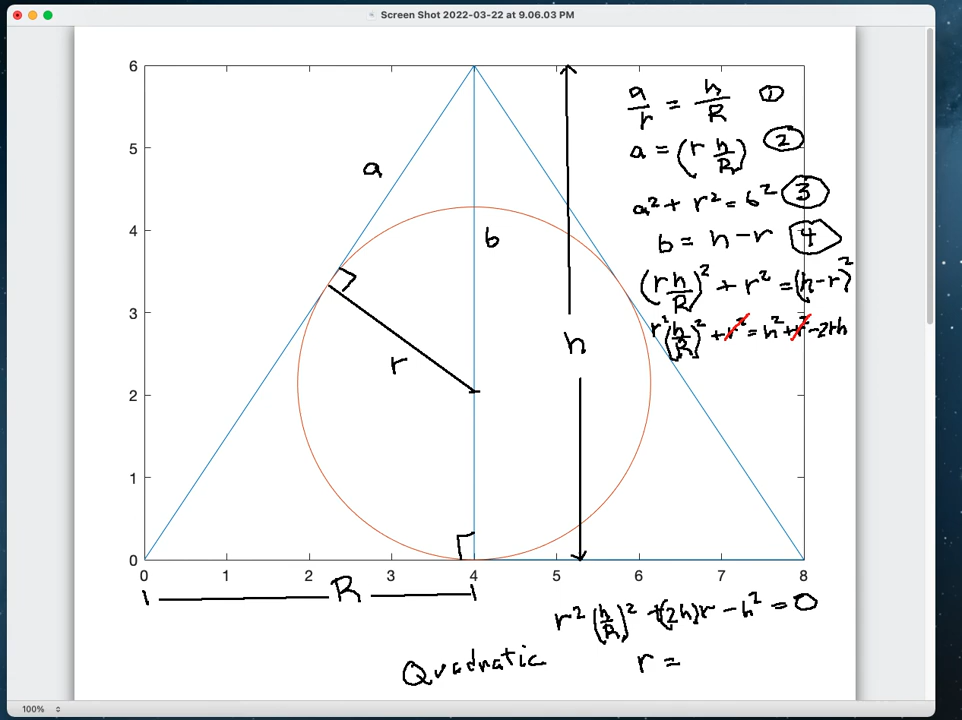 Screen Shot 2022-03-22 at 9.06.03 PM
6
5
4
3
2
1
0
0 1 2 3 4 5 6 7 8
a
b
r
h
R
a/r = h/R ①
a = (r h/R) ②
a² + r² = b² ③
b = h - r ④
(rh/R)² + r² = (h-r)²
r²(h/R)² + r² = h² + r² - 2rh
r²(h/R)² + (2h)r - h² = 0
Quadratic
r =
100%